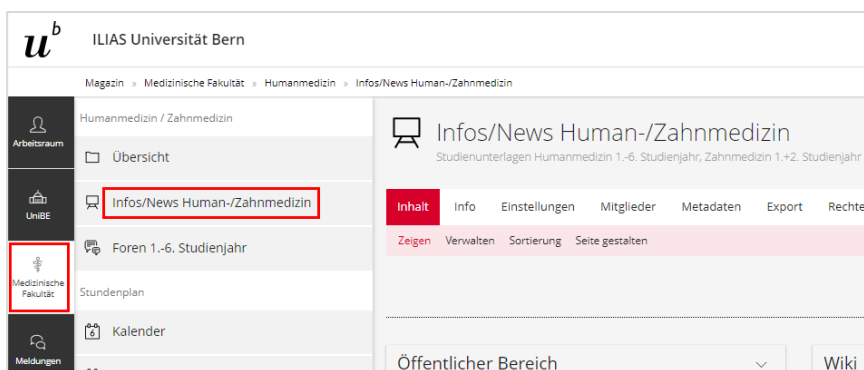 u^b
ILIAS Universität Bern
Magazin » Medizinische Fakultät » Humanmedizin » Infos/News Human-/Zahnmedizin
Arbeitsraum
UniBE
Medizinische
Fakultät
Meldungen
Humanmedizin / Zahnmedizin
Übersicht
Infos/News Human-/Zahnmedizin
Foren 1.-6. Studienjahr
Stundenplan
6
Kalender
Infos/News Human-/Zahnmedizin
Studienunterlagen Humanmedizin 1.-6. Studienjahr, Zahnmedizin 1.+2. Studienjahr
Inhalt Info Einstellungen Mitglieder Metadaten Export Rechte
Zeigen Verwalten Sortierung Seite gestalten
Öffentlicher Bereich
Wiki